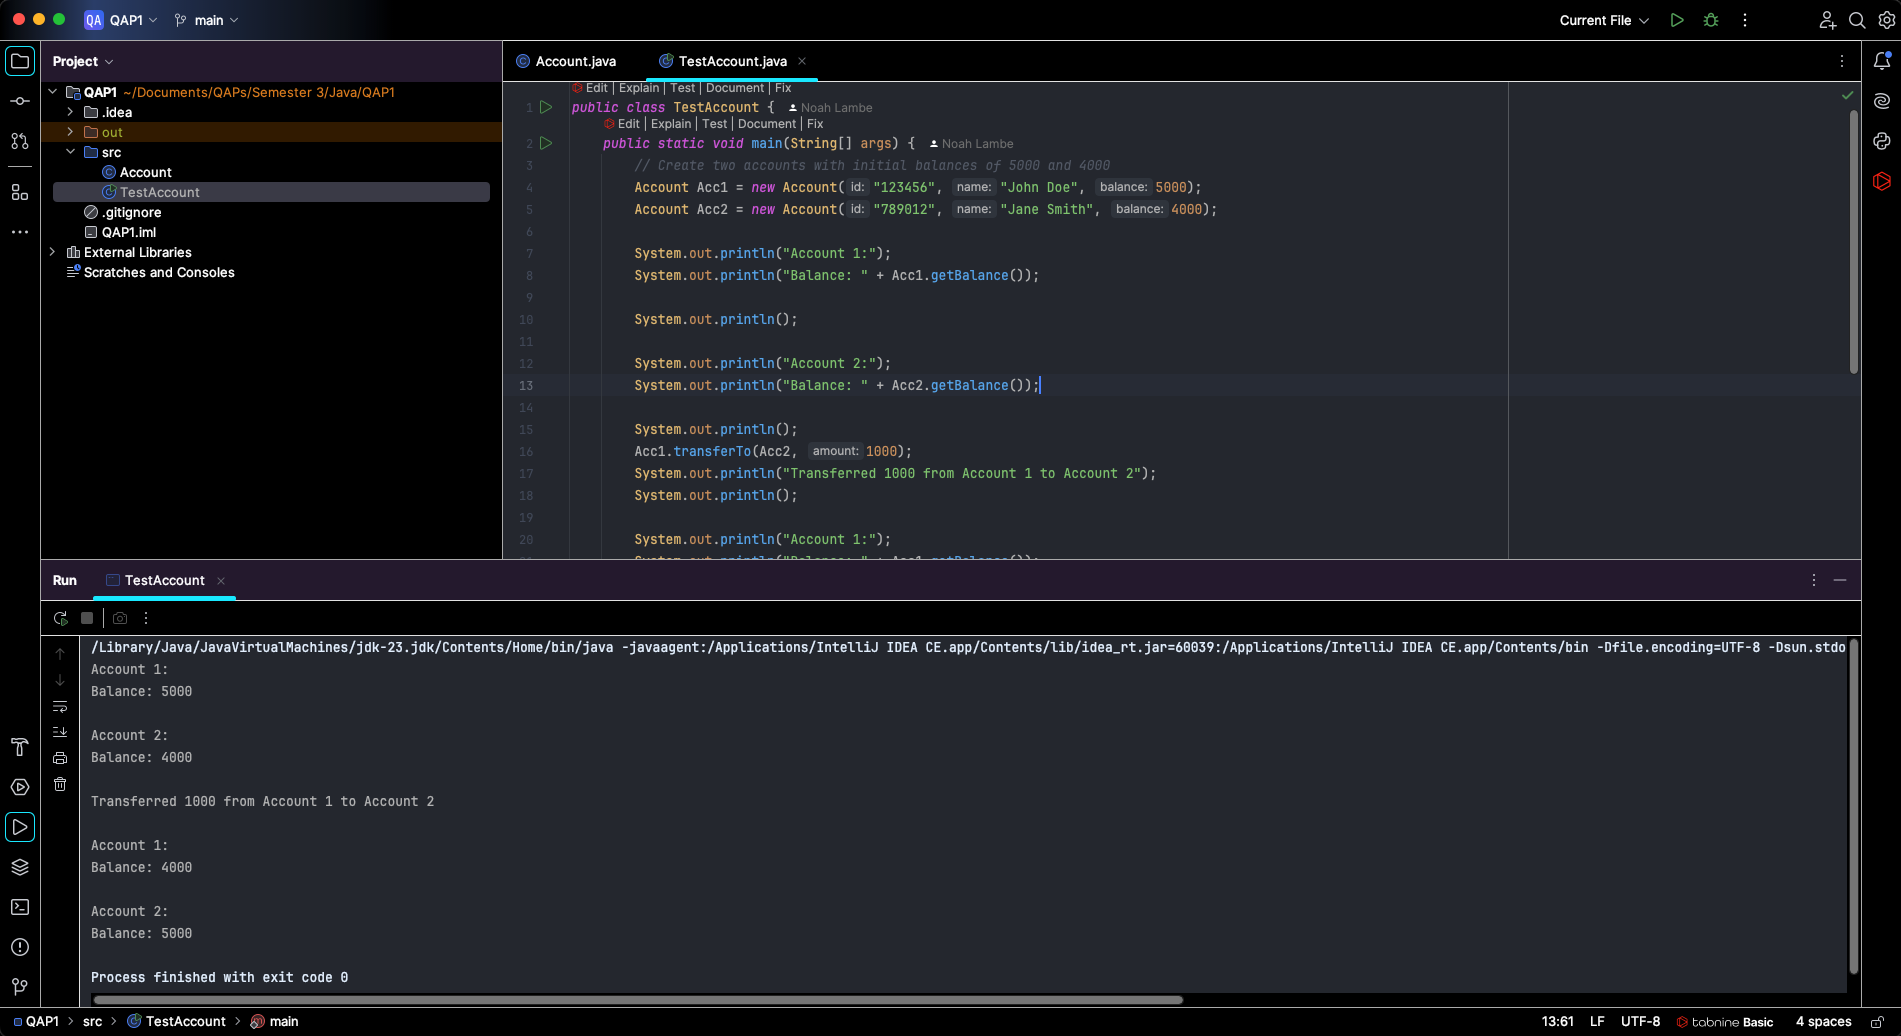 QA QAP1 main Current File
Project
Account.java TestAccount.java
QAP1 ~/Documents/QAPs/Semester 3/Java/QAP1
.idea
out
src
Account
TestAccount
.gitignore
QAP1.iml
External Libraries
Scratches and Consoles
Edit | Explain | Test | Document | Fix
1 public class TestAccount { Noah Lambe
Edit | Explain | Test | Document | Fix
2 public static void main(String[] args) { Noah Lambe
3 // Create two accounts with initial balances of 5000 and 4000
4 Account Acc1 = new Account( id: "123456", name: "John Doe", balance: 5000);
5 Account Acc2 = new Account( id: "789012", name: "Jane Smith", balance: 4000);
6
7 System.out.println("Account 1:");
8 System.out.println("Balance: " + Acc1.getBalance());
9
10 System.out.println();
11
12 System.out.println("Account 2:");
13 System.out.println("Balance: " + Acc2.getBalance());
14
15 System.out.println();
16 Acc1.transferTo(Acc2, amount: 1000);
17 System.out.println("Transferred 1000 from Account 1 to Account 2");
18 System.out.println();
19
20 System.out.println("Account 1:");
System.out.println("Balance: " + Acc1.getBalance());
Run TestAccount
/Library/Java/JavaVirtualMachines/jdk-23.jdk/Contents/Home/bin/java -javaagent:/Applications/IntelliJ IDEA CE.app/Contents/lib/idea_rt.jar=60039:/Applications/IntelliJ IDEA CE.app/Contents/bin -Dfile.encoding=UTF-8 -Dsun.stdo
Account 1:
Balance: 5000
Account 2:
Balance: 4000
Transferred 1000 from Account 1 to Account 2
Account 1:
Balance: 4000
Account 2:
Balance: 5000
Process finished with exit code 0
QAP1 > src > TestAccount > main 13:61 LF UTF-8 tabnine Basic 4 spaces